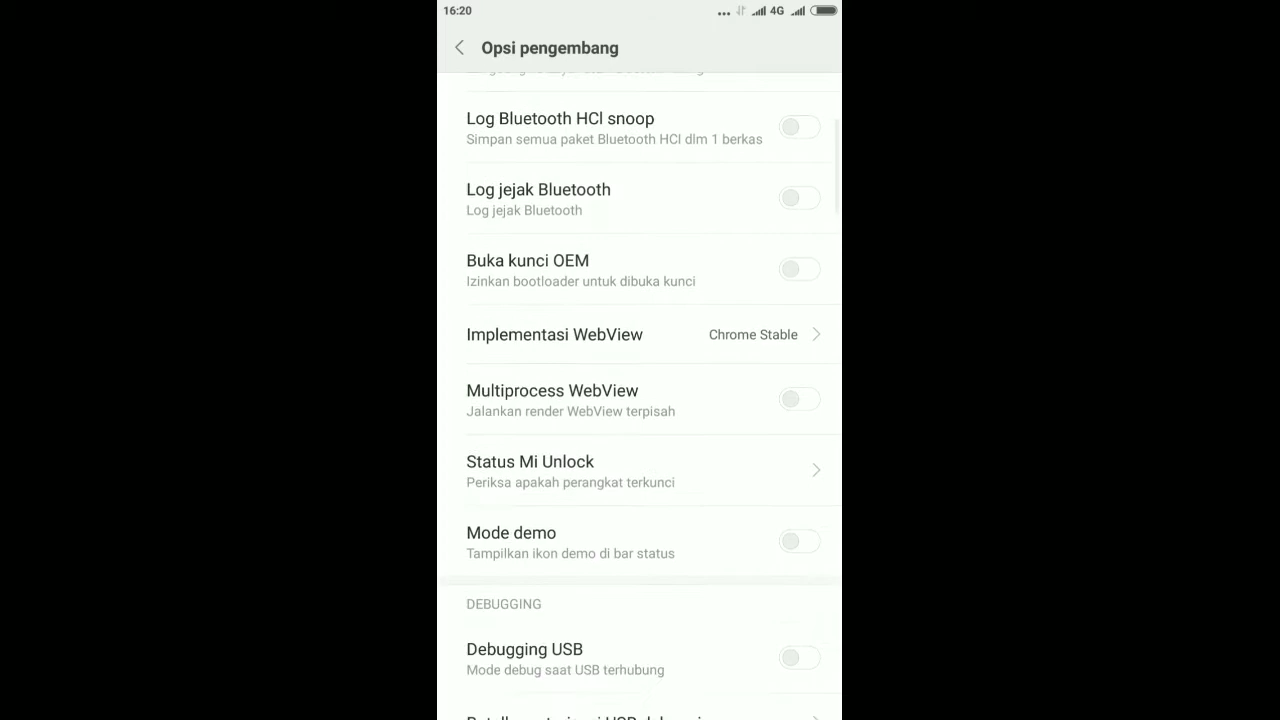 16:20
4G
Opsi pengembang
Log Bluetooth HCI snoop
Simpan semua paket Bluetooth HCI dlm 1 berkas
Log jejak Bluetooth
Log jejak Bluetooth
Buka kunci OEM
Izinkan bootloader untuk dibuka kunci
Implementasi WebView
Chrome Stable
Multiprocess WebView
Jalankan render WebView terpisah
Status Mi Unlock
Periksa apakah perangkat terkunci
Mode demo
Tampilkan ikon demo di bar status
DEBUGGING
Debugging USB
Mode debug saat USB terhubung